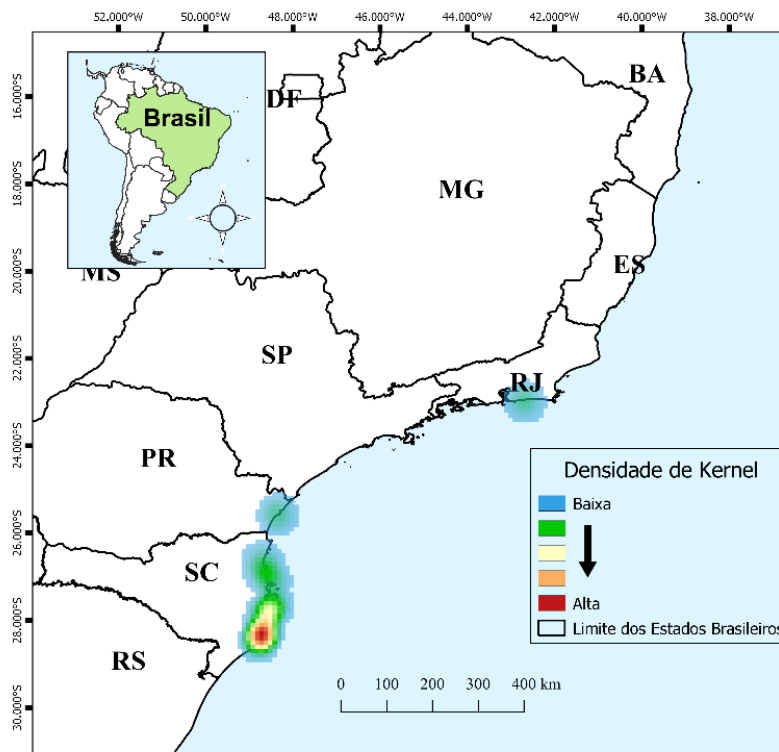 52.000°W 50.000°W 48.000°W 46.000°W 44.000°W 42.000°W 40.000°W 38.000°W
16.000°S
18.000°S
20.000°S
22.000°S
24.000°S
26.000°S
28.000°S
30.000°S
Brasil
DF
BA
MG
MS
ES
SP
RJ
PR
SC
RS
Densidade de Kernel
Baixa
Alta
Limite dos Estados Brasileiros
0 100 200 300 400 km